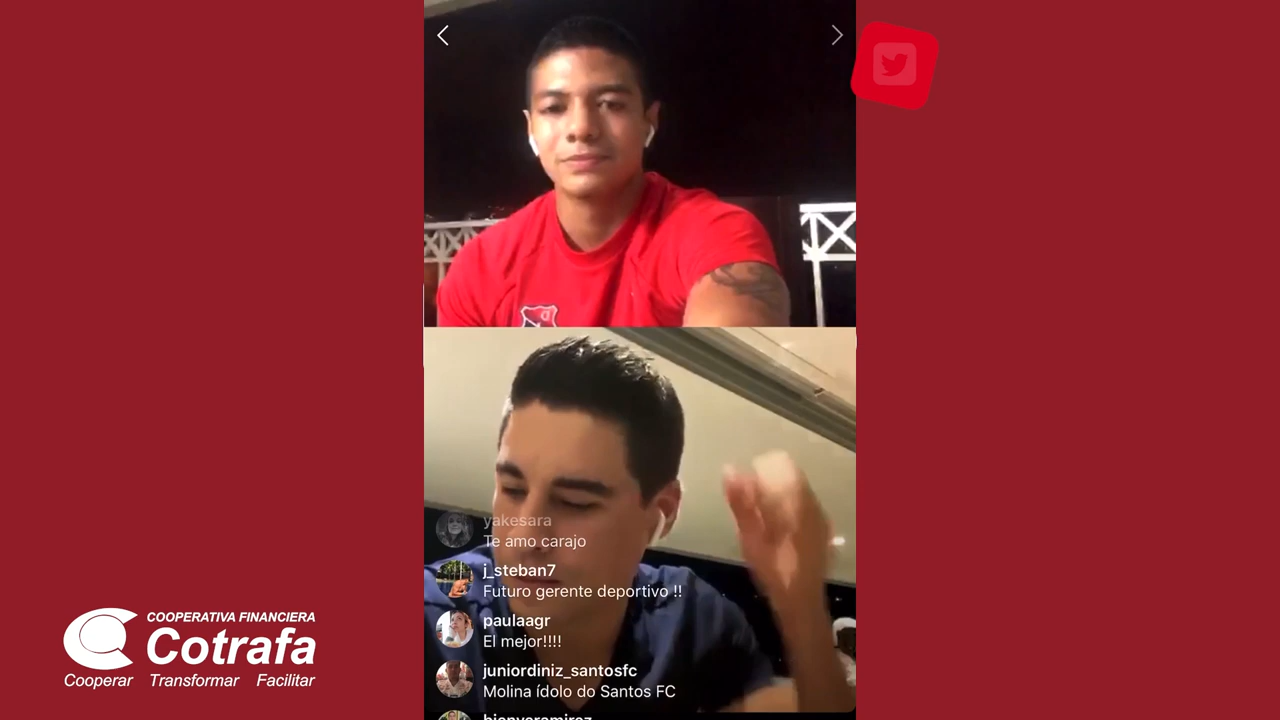 yakesara
Te amo carajo
j_steban7
Futuro gerente deportivo !!
paulaagr
El mejor!!!!
juniordiniz_santosfc
Molina ídolo do Santos FC
COOPERATIVA FINANCIERA
Cotrafa
Cooperar Transformar Facilitar